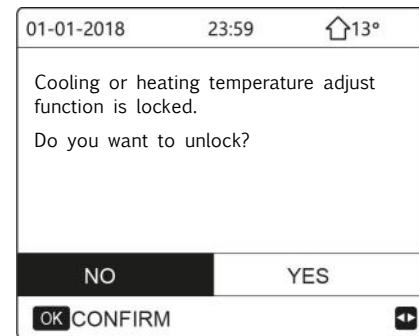 01-01-2018 23:59 13°
Cooling or heating temperature adjust
function is locked.
Do you want to unlock?
NO YES
OK CONFIRM